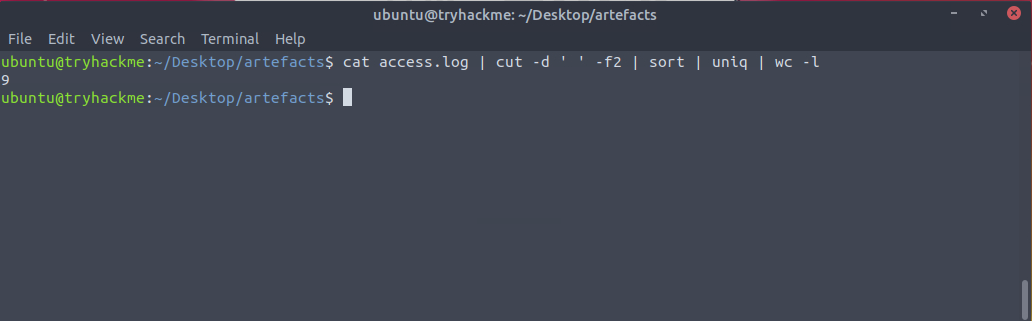 ubuntu@tryhackme: ~/Desktop/artefacts
File Edit View Search Terminal Help
ubuntu@tryhackme:~/Desktop/artefacts$ cat access.log | cut -d ' ' -f2 | sort | uniq | wc -l
9
ubuntu@tryhackme:~/Desktop/artefacts$